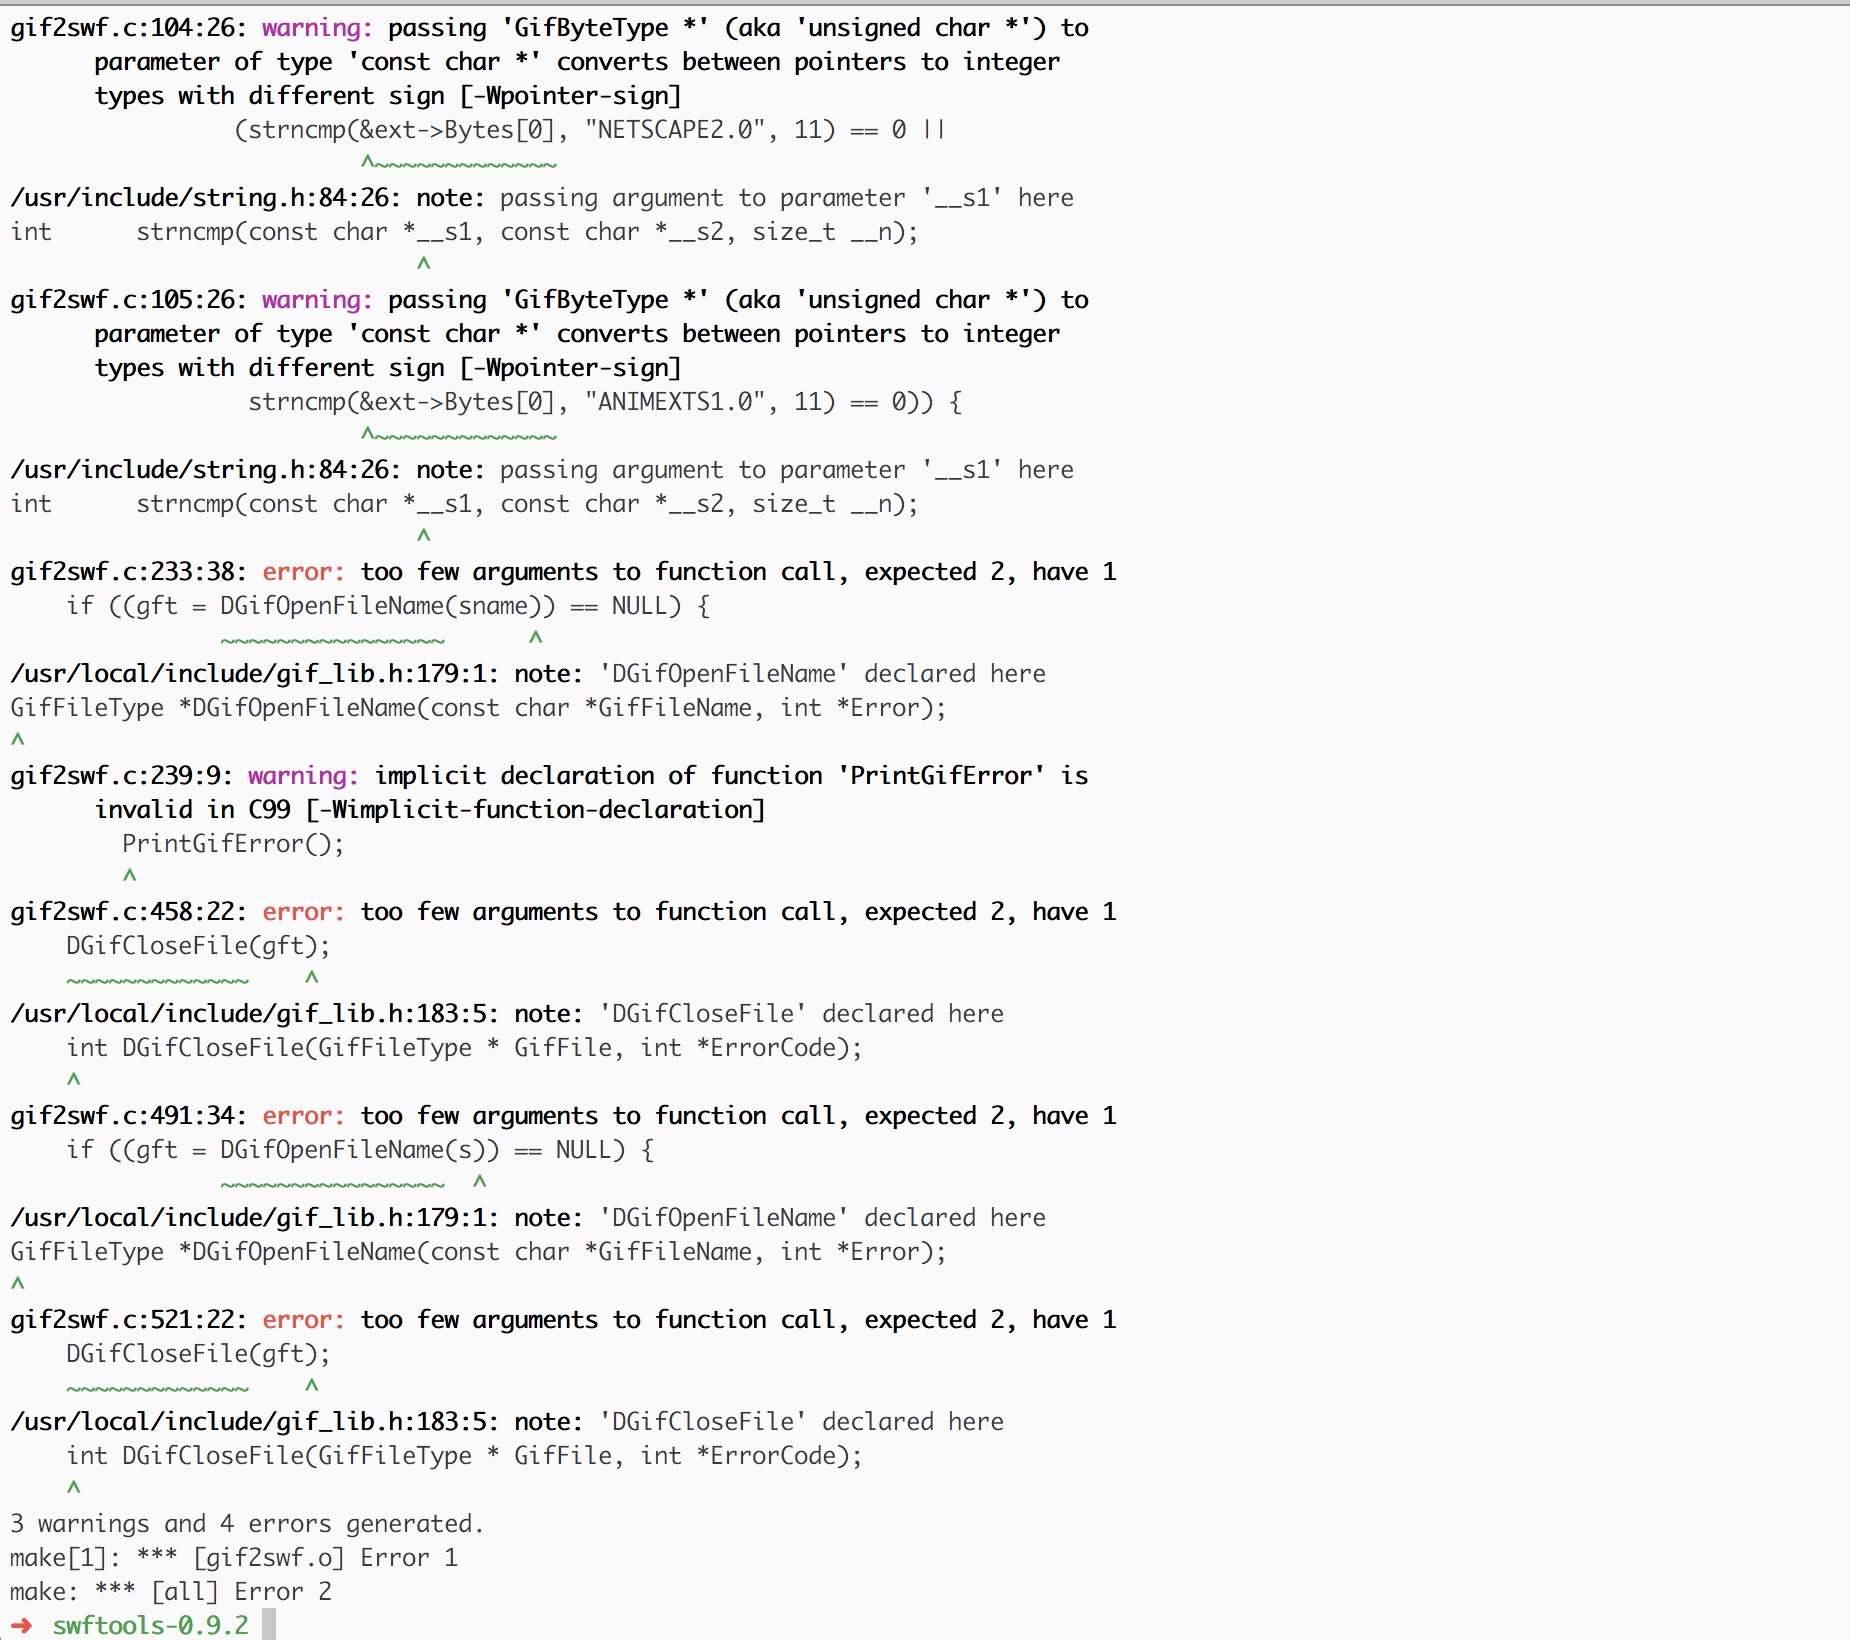 gif2swf.c:104:26: warning: passing 'GifByteType *' (aka 'unsigned char *') to
      parameter of type 'const char *' converts between pointers to integer
      types with different sign [-Wpointer-sign]
                (strncmp(&ext->Bytes[0], "NETSCAPE2.0", 11) == 0 ||
                         ^~~~~~~~~~~~~~
/usr/include/string.h:84:26: note: passing argument to parameter '__s1' here
int      strncmp(const char *__s1, const char *__s2, size_t __n);
                             ^
gif2swf.c:105:26: warning: passing 'GifByteType *' (aka 'unsigned char *') to
      parameter of type 'const char *' converts between pointers to integer
      types with different sign [-Wpointer-sign]
                 strncmp(&ext->Bytes[0], "ANIMEXTS1.0", 11) == 0)) {
                         ^~~~~~~~~~~~~~
/usr/include/string.h:84:26: note: passing argument to parameter '__s1' here
int      strncmp(const char *__s1, const char *__s2, size_t __n);
                             ^
gif2swf.c:233:38: error: too few arguments to function call, expected 2, have 1
    if ((gft = DGifOpenFileName(sname)) == NULL) {
               ~~~~~~~~~~~~~~~~      ^
/usr/local/include/gif_lib.h:179:1: note: 'DGifOpenFileName' declared here
GifFileType *DGifOpenFileName(const char *GifFileName, int *Error);
^
gif2swf.c:239:9: warning: implicit declaration of function 'PrintGifError' is
      invalid in C99 [-Wimplicit-function-declaration]
        PrintGifError();
        ^
gif2swf.c:458:22: error: too few arguments to function call, expected 2, have 1
    DGifCloseFile(gft);
    ~~~~~~~~~~~~~    ^
/usr/local/include/gif_lib.h:183:5: note: 'DGifCloseFile' declared here
    int DGifCloseFile(GifFileType * GifFile, int *ErrorCode);
    ^
gif2swf.c:491:34: error: too few arguments to function call, expected 2, have 1
    if ((gft = DGifOpenFileName(s)) == NULL) {
               ~~~~~~~~~~~~~~~~  ^
/usr/local/include/gif_lib.h:179:1: note: 'DGifOpenFileName' declared here
GifFileType *DGifOpenFileName(const char *GifFileName, int *Error);
^
gif2swf.c:521:22: error: too few arguments to function call, expected 2, have 1
    DGifCloseFile(gft);
    ~~~~~~~~~~~~~    ^
/usr/local/include/gif_lib.h:183:5: note: 'DGifCloseFile' declared here
    int DGifCloseFile(GifFileType * GifFile, int *ErrorCode);
    ^
3 warnings and 4 errors generated.
make[1]: *** [gif2swf.o] Error 1
make: *** [all] Error 2
➜  swftools-0.9.2